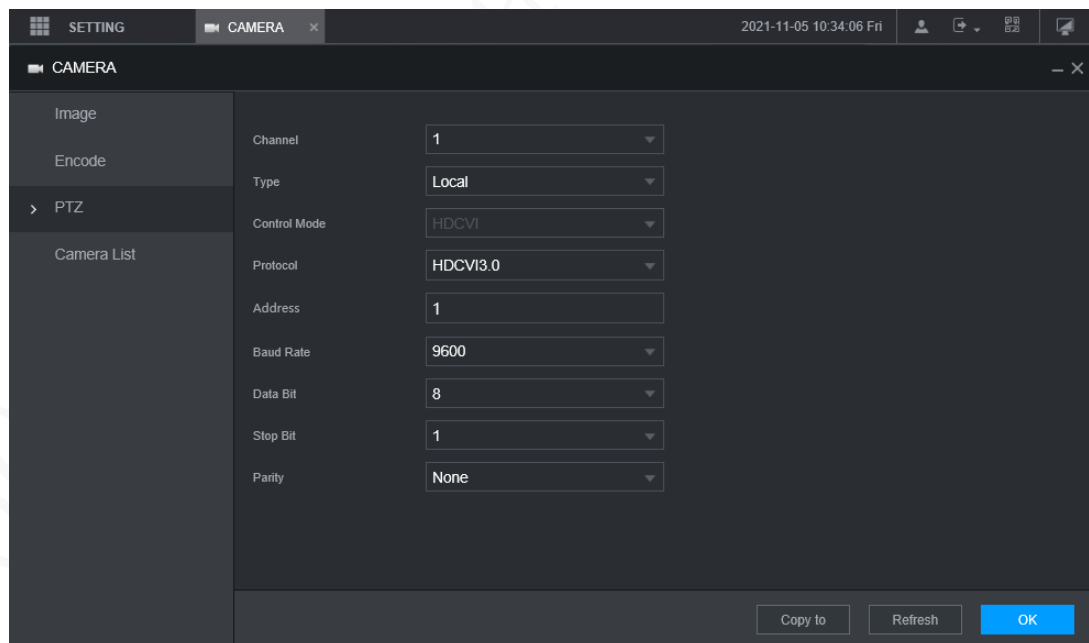 SETTING CAMERA × 2021-11-05 10:34:06 Fri
CAMERA
Image
Encode
PTZ
Camera List
Channel 1
Type Local
Control Mode HDCVI
Protocol HDCVI3.0
Address 1
Baud Rate 9600
Data Bit 8
Stop Bit 1
Parity None
Copy to Refresh OK